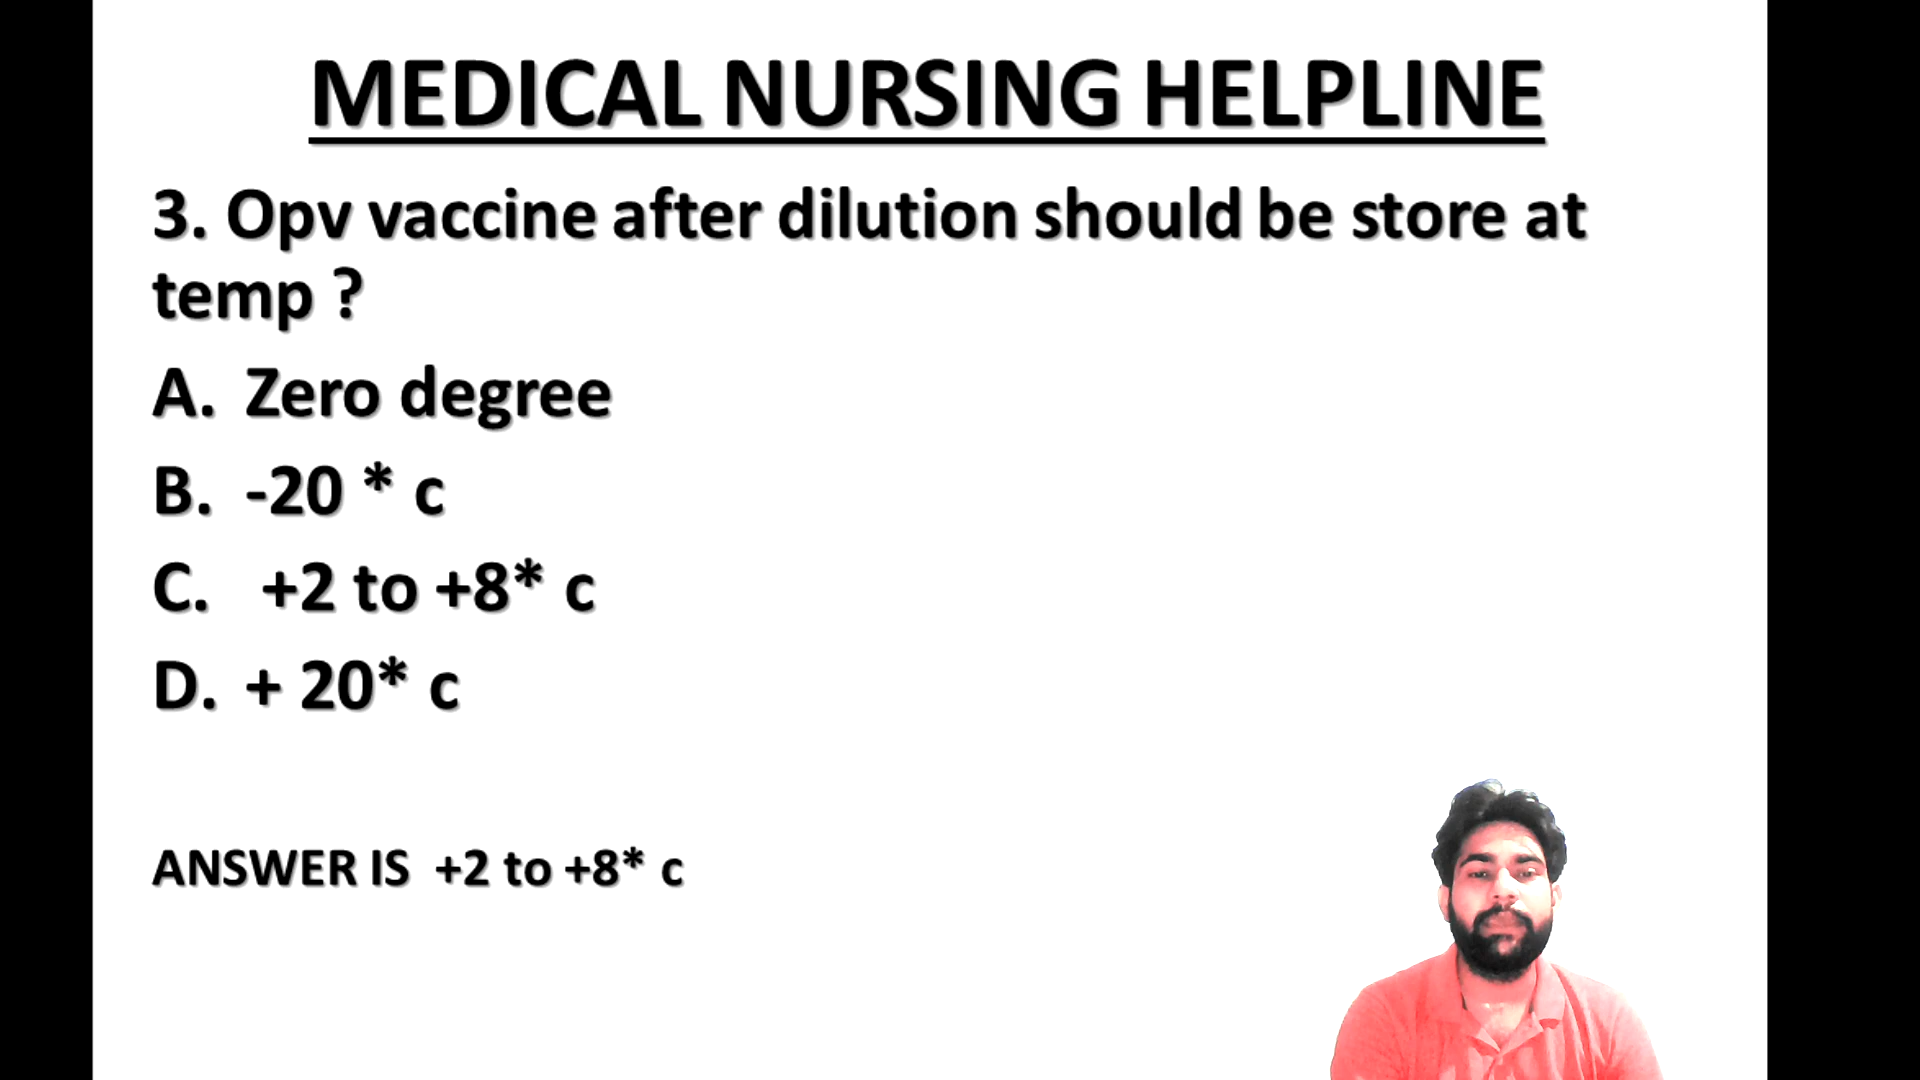 MEDICAL NURSING HELPLINE
3. Opv vaccine after dilution should be store at
temp ?
A. Zero degree
B. -20 * c
C. +2 to +8* c
D. + 20* c
ANSWER IS +2 to +8* c